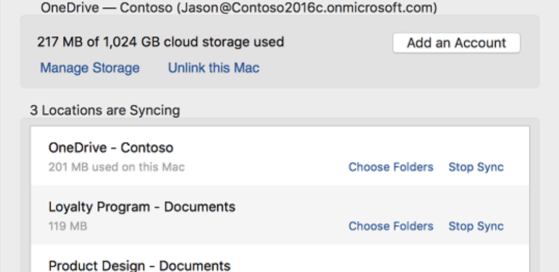 OneDrive — Contoso (Jason@Contoso2016c.onmicrosoft.com)
217 MB of 1,024 GB cloud storage used
Add an Account
Manage Storage
Unlink this Mac
3 Locations are Syncing
OneDrive - Contoso
201 MB used on this Mac
Choose Folders
Stop Sync
Loyalty Program - Documents
119 MB
Choose Folders
Stop Sync
Product Design - Documents